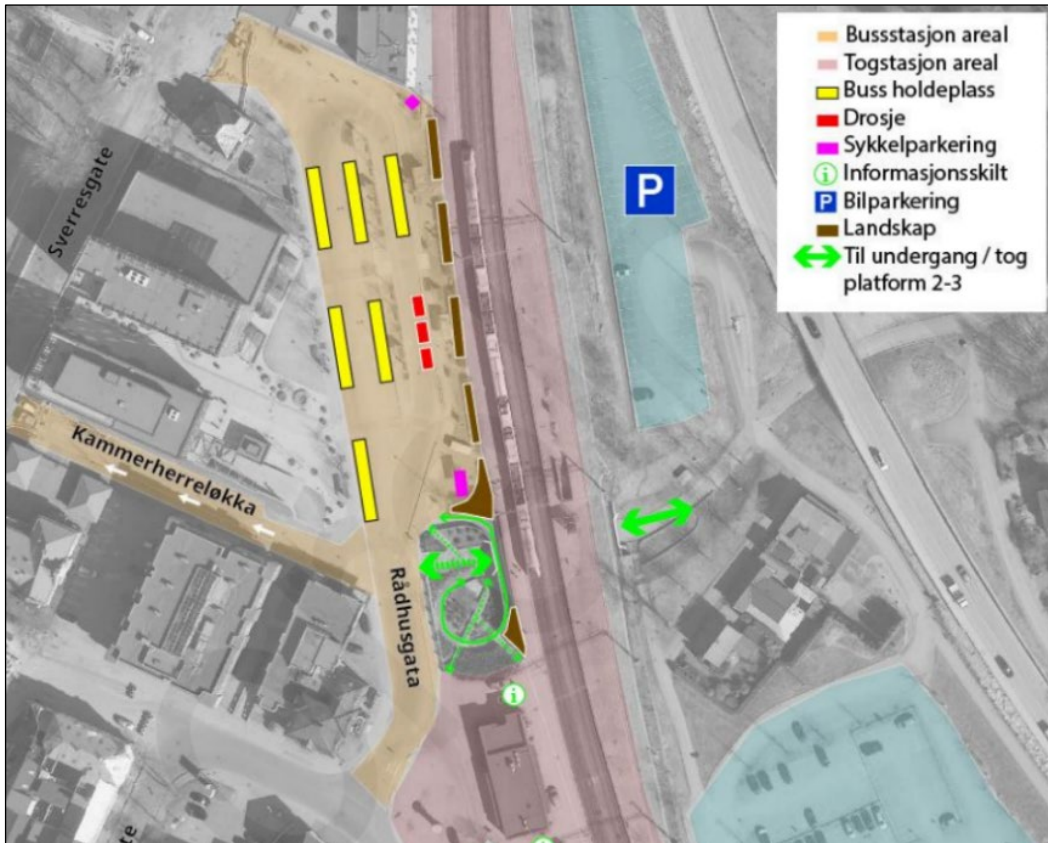 Bussstasjon areal
Togstasjon areal
Buss holdeplass
Drosje
Sykkelparkering
i Informasjonsskilt
P Bilparkering
Landskap
Til undergang / tog
platform 2-3
P
Sverresgate
Kammerherreløkka
Rådhusgata
i
te